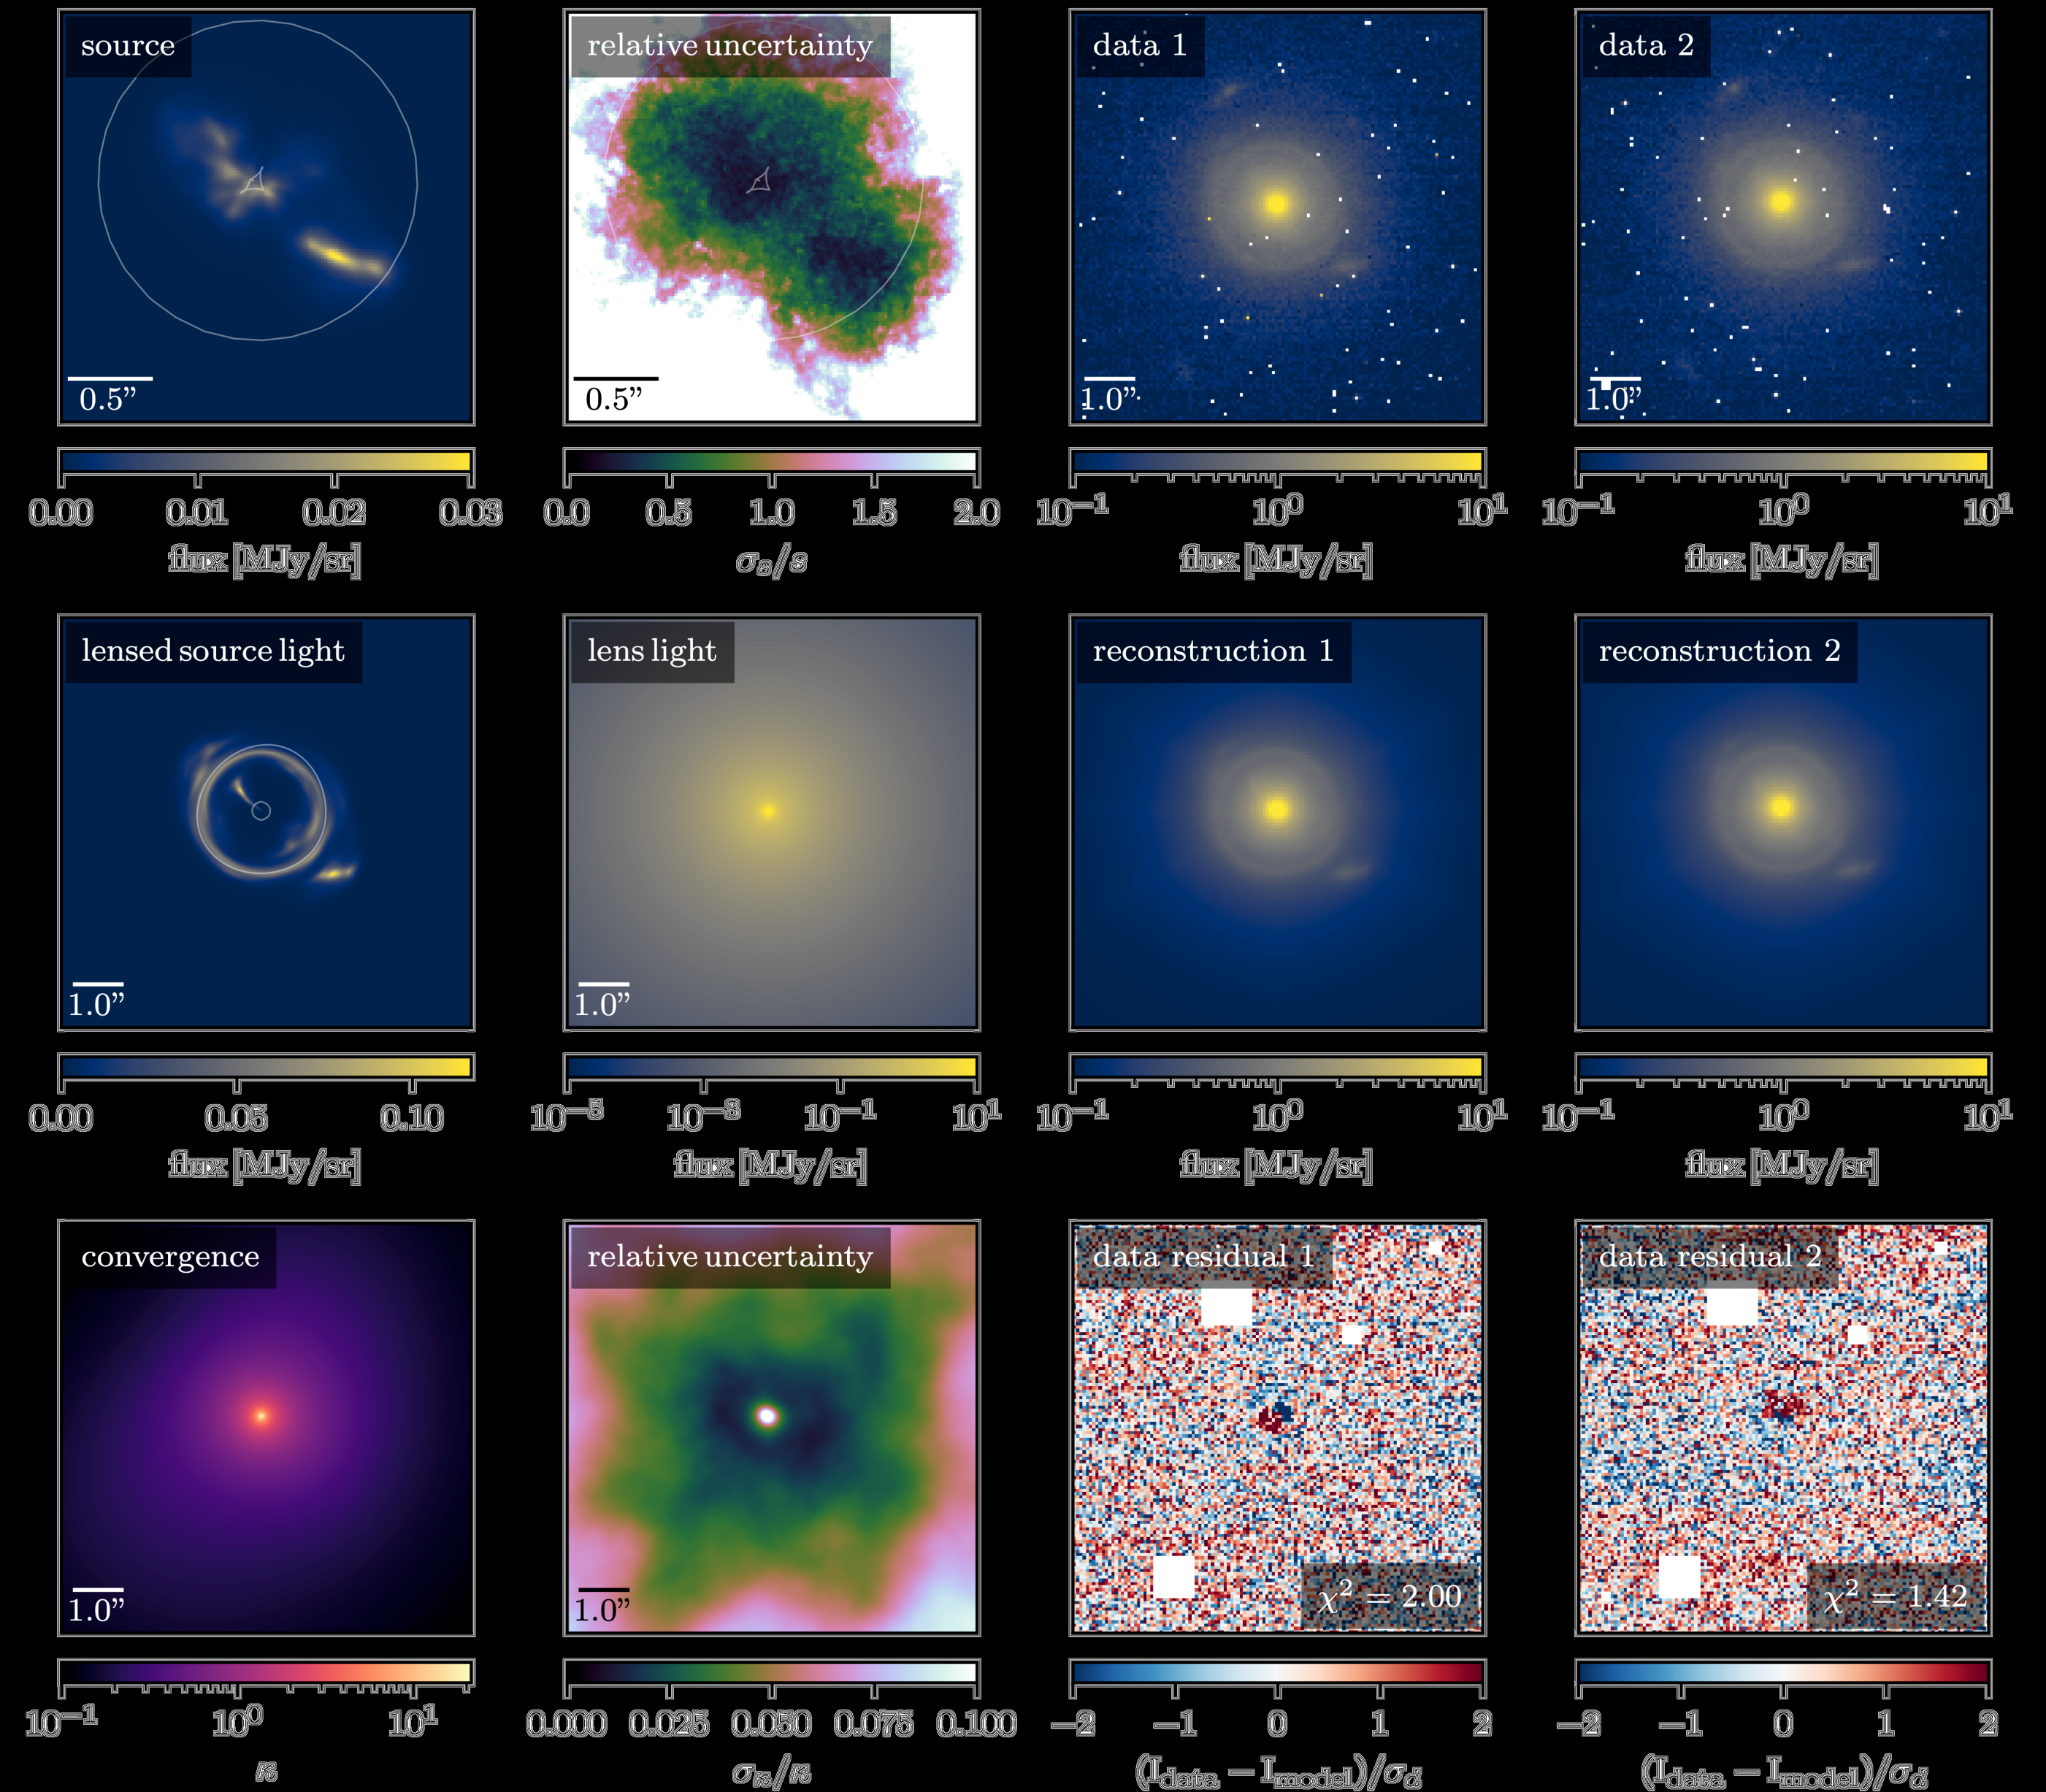 source
0.5”
0.00 0.01 0.02 0.03
flux [MJy/sr]
relative uncertainty
0.5”
0.0 0.5 1.0 1.5 2.0
σₛ/s
data 1
1.0”
10⁻¹ 10⁰ 10¹
flux [MJy/sr]
data 2
1.0”
10⁻¹ 10⁰ 10¹
flux [MJy/sr]
lensed source light
1.0”
0.00 0.05 0.10
flux [MJy/sr]
lens light
1.0”
10⁻⁵ 10⁻³ 10⁻¹ 10¹
flux [MJy/sr]
reconstruction 1
10⁻¹ 10⁰ 10¹
flux [MJy/sr]
reconstruction 2
10⁻¹ 10⁰ 10¹
flux [MJy/sr]
convergence
1.0”
10⁻¹ 10⁰ 10¹
κ
relative uncertainty
1.0”
0.000 0.025 0.050 0.075 0.100
σ_κ/κ
data residual 1
χ² = 2.00
−2 −1 0 1 2
(I_data − I_model)/σ_d
data residual 2
χ² = 1.42
−2 −1 0 1 2
(I_data − I_model)/σ_d